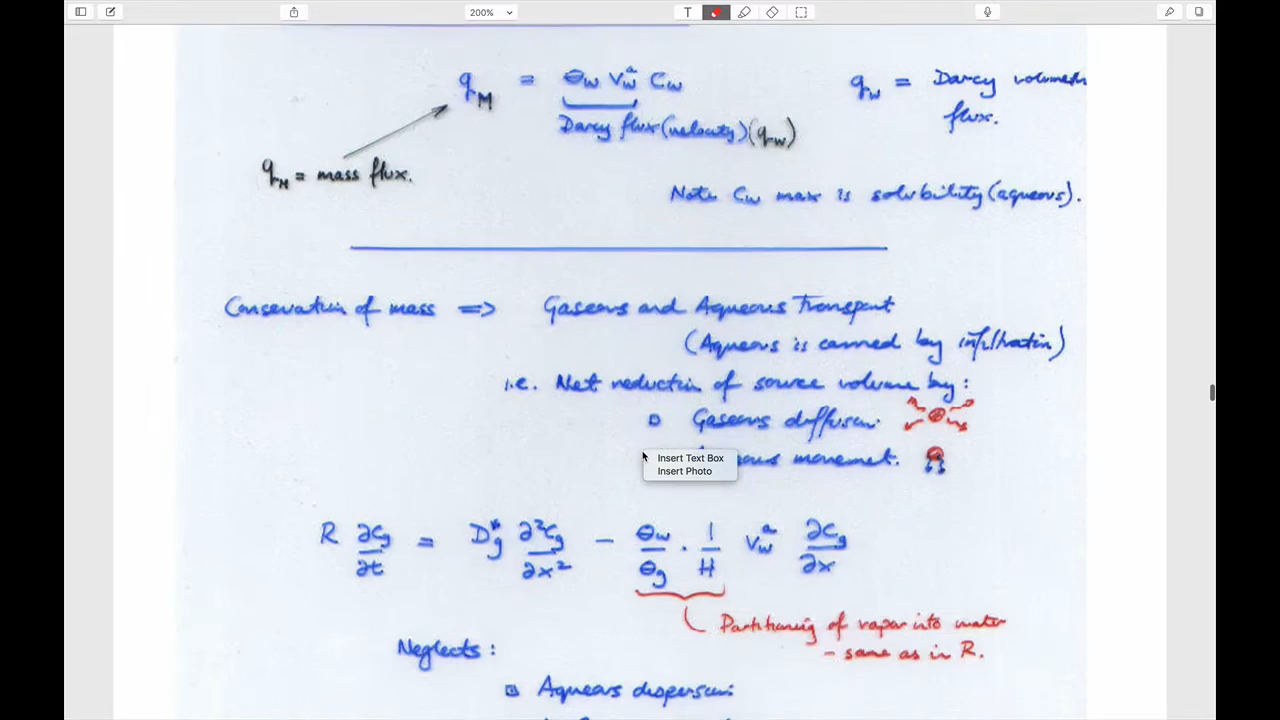 200%
T
q_M = θ_w V_w^a C_w
q_w = Darcy
flux.
Darcy flux (velocity) (q_w)
q_M = mass flux.
Note C_w max is solubility (aqueous).
Conservation of mass => Gaseous and Aqueous Transport
(Aqueous is carried by infiltration)
i.e. Net reduction of source volume by:
Gaseous diffusion.
movement.
Insert Text Box
Insert Photo
R ∂C_g/∂t = D_g^* ∂²C_g/∂x² - θ_w/θ_g · 1/H V_w^a ∂C_g/∂x
Partitioning of vapor into water
- same as in R.
Neglects:
Aqueous dispersion